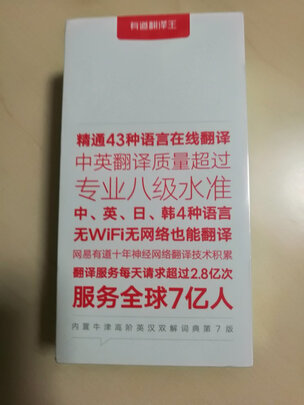 有道翻译王
精通43种语言在线翻译
中英翻译质量超过
专业八级水准
中、英、日、韩4种语言
无WiFi无网络也能翻译
网易有道十年神经网络翻译技术积累
翻译服务每天请求超过2.8亿次
服务全球7亿人
内置牛津高阶英汉双解词典第7版